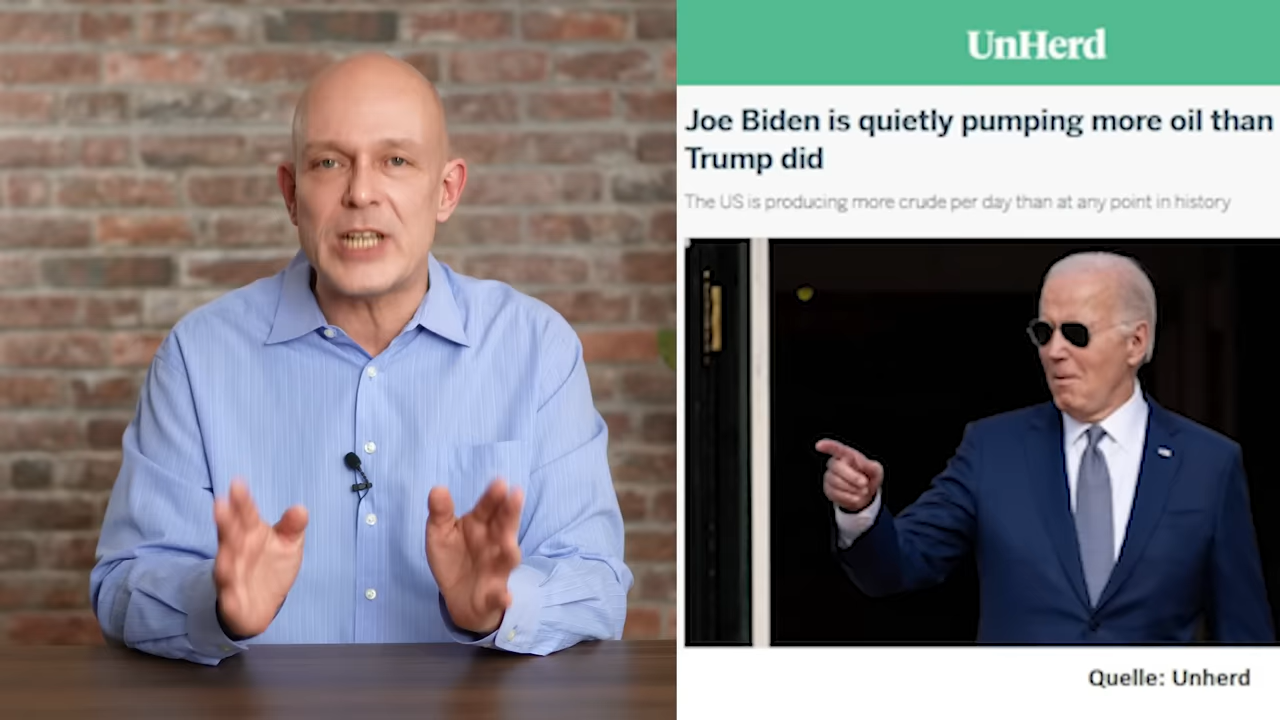 UnHerd
Joe Biden is quietly pumping more oil than
Trump did
The US is producing more crude per day than at any point in history
Quelle: Unherd